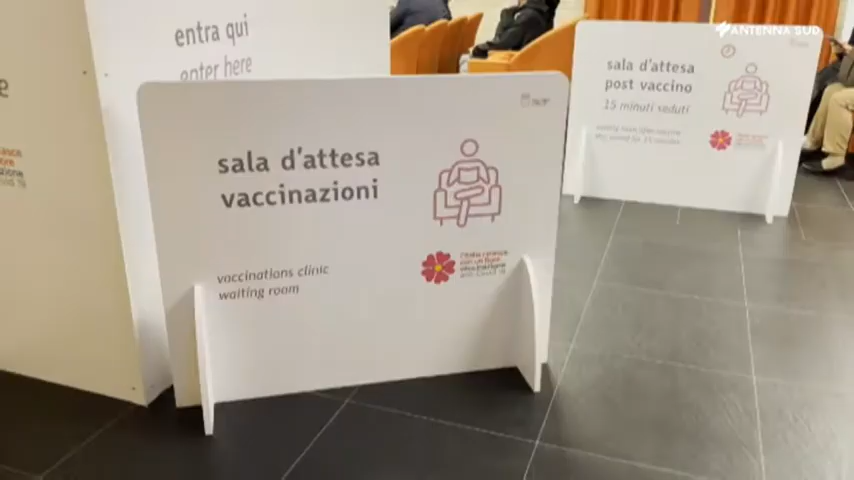 entra qui
enter here
ANTENNA SUD
sala d'attesa
post vaccino
15 minuti seduti
sala d'attesa
vaccinazioni
vaccinations clinic
waiting room